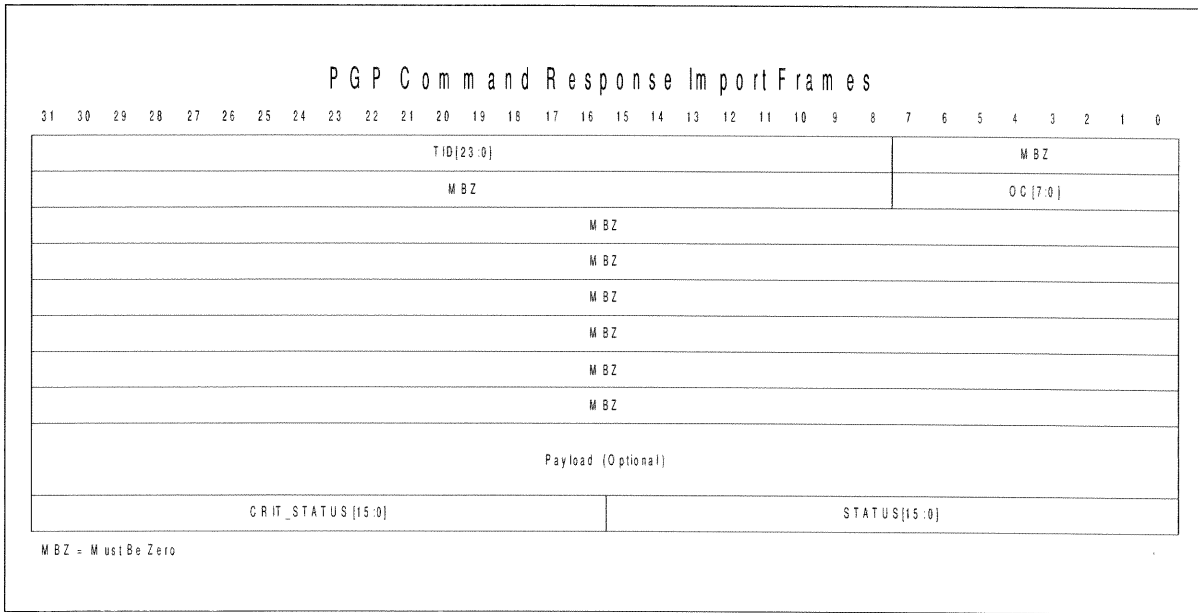 PGP Command Response Import Frames
31 30 29 28 27 26 25 24 23 22 21 20 19 18 17 16 15 14 13 12 11 10 9 8 7 6 5 4 3 2 1 0
TID[23:0] MBZ
MBZ OC[7:0]
MBZ
MBZ
MBZ
MBZ
MBZ
MBZ
Payload (Optional)
CRIT_STATUS[15:0] STATUS[15:0]
MBZ = Must Be Zero